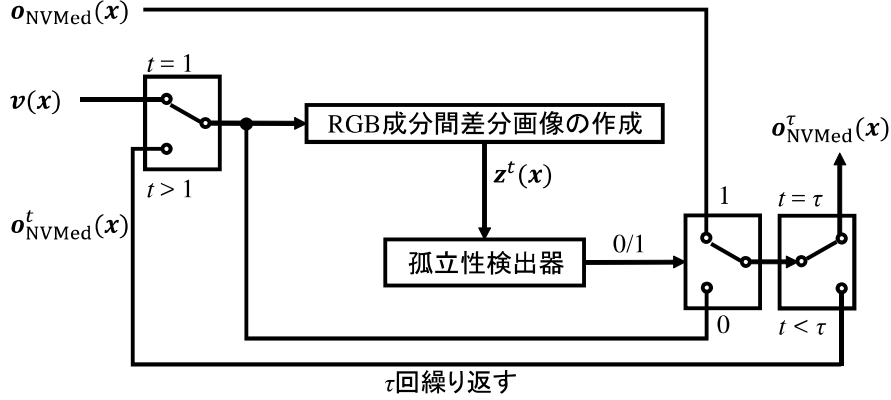 o_NVMed(x)
t = 1
v(x)
RGB成分間差分画像の作成
o^τ_NVMed(x)
z^t(x)
t > 1
1
t = τ
o^t_NVMed(x)
0/1
孤立性検出器
0
t < τ
τ回繰り返す